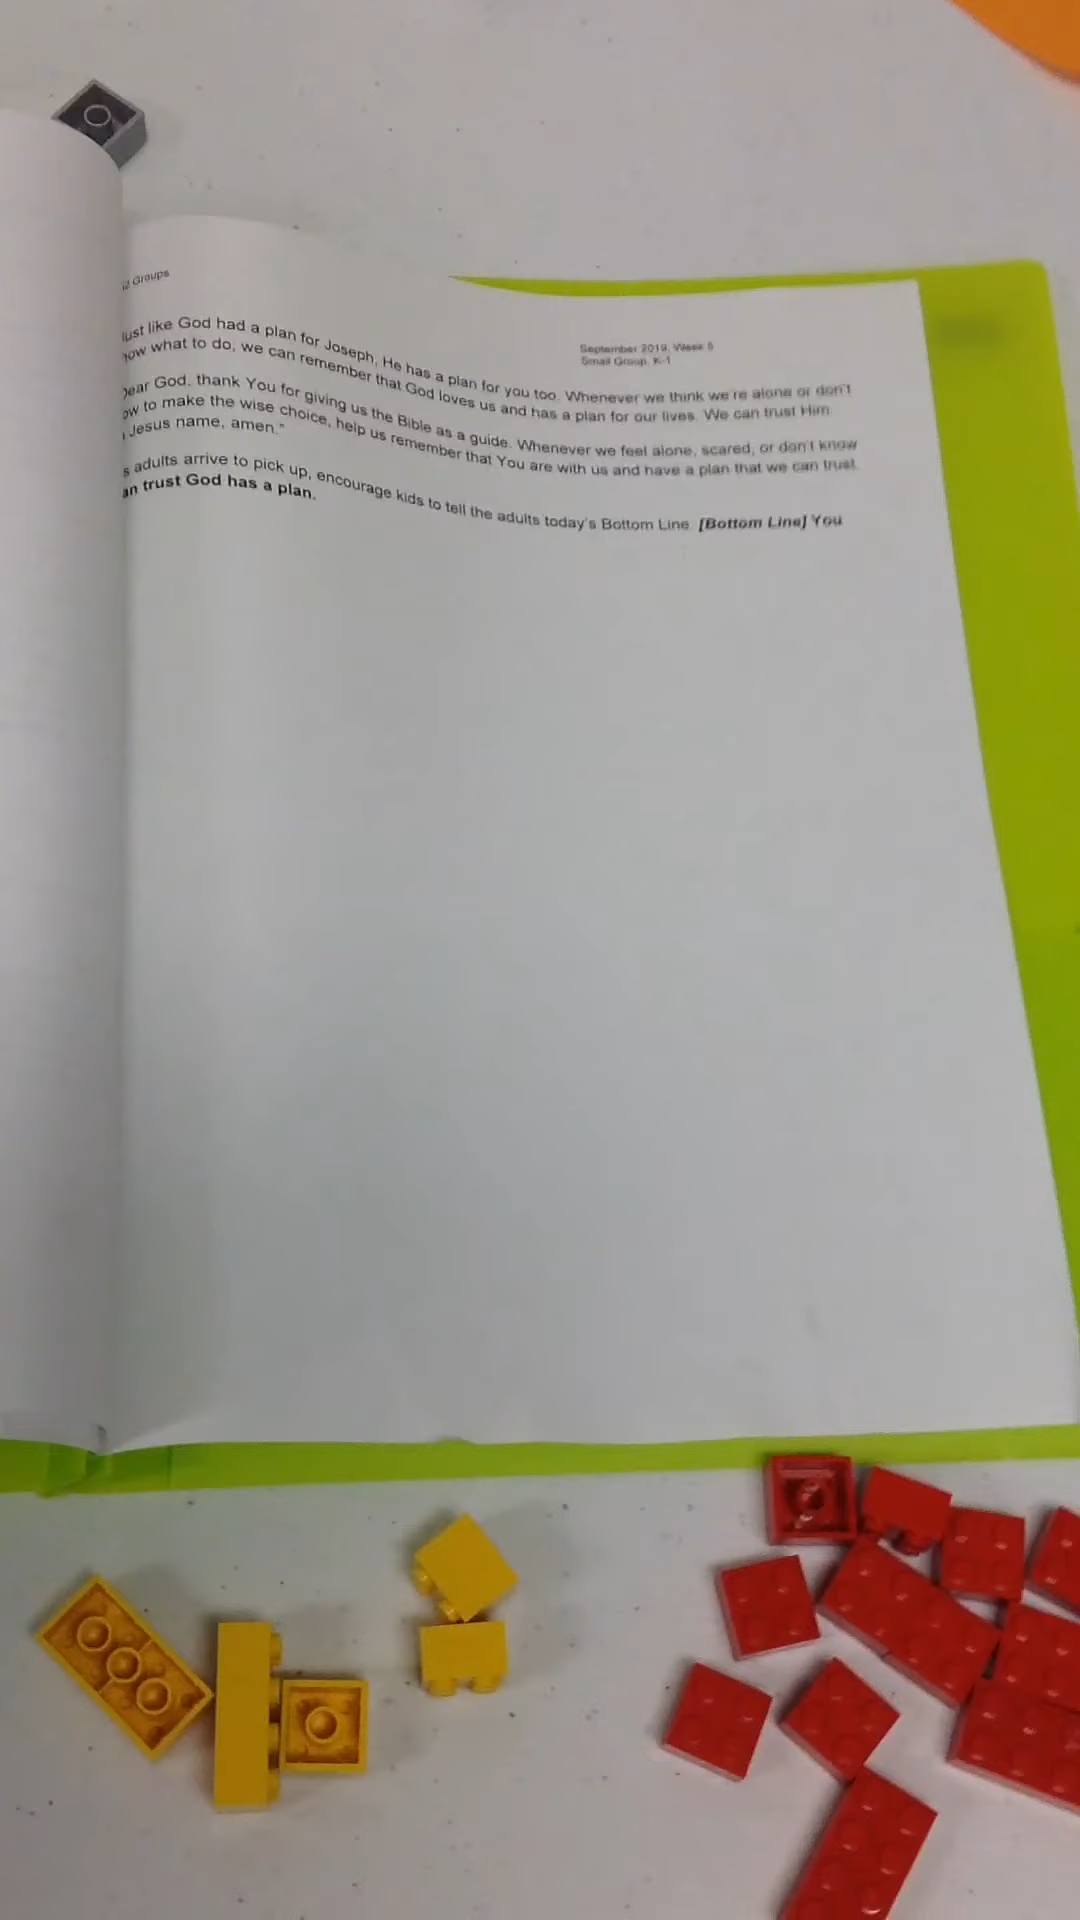 Groups
September 2019, Week 5
Small Group, K-1
just like God had a plan for Joseph, He has a plan for you too. Whenever we think we're alone or don't
now what to do, we can remember that God loves us and has a plan for our lives. We can trust Him.
ear God, thank You for giving us the Bible as a guide. Whenever we feel alone, scared, or don't know
ow to make the wise choice, help us remember that You are with us and have a plan that we can trust.
Jesus name, amen."
s adults arrive to pick up, encourage kids to tell the adults today's Bottom Line. [Bottom Line] You
an trust God has a plan.